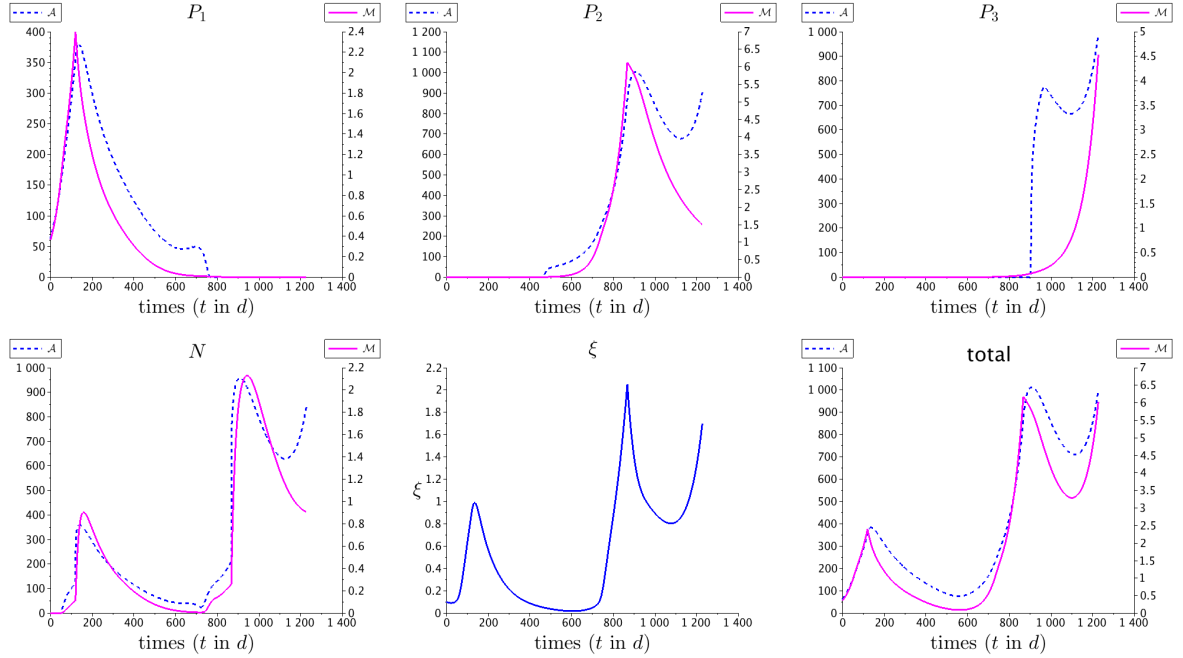 A P₁ M
400 2.4
350 2.2
2
300 1.8
250 1.6
1.4
200 1.2
150 1
0.8
100 0.6
50 0.4
0.2
0 0
0 200 400 600 800 1 000 1 200 1 400
times (t in d)
A P₂ M
1 200 7
1 100 6.5
1 000 6
900 5.5
800 5
700 4.5
600 4
500 3.5
400 3
300 2.5
200 2
100 1.5
0 1
0.5
0
0 200 400 600 800 1 000 1 200 1 400
times (t in d)
A P₃ M
1 000 5
900 4.5
800 4
700 3.5
600 3
500 2.5
400 2
300 1.5
200 1
100 0.5
0 0
0 200 400 600 800 1 000 1 200 1 400
times (t in d)
A N M
1 000 2.2
900 2
800 1.8
700 1.6
600 1.4
500 1.2
400 1
300 0.8
200 0.6
100 0.4
0 0.2
0
0 200 400 600 800 1 000 1 200 1 400
times (t in d)
ξ
2.2
2
1.8
1.6
1.4
1.2
ξ 1
0.8
0.6
0.4
0.2
0
0 200 400 600 800 1 000 1 200 1 400
times (t in d)
A total M
1 100 7
1 000 6.5
900 6
800 5.5
700 5
600 4.5
500 4
400 3.5
300 3
200 2.5
100 2
0 1.5
1
0.5
0
0 200 400 600 800 1 000 1 200 1 400
times (t in d)